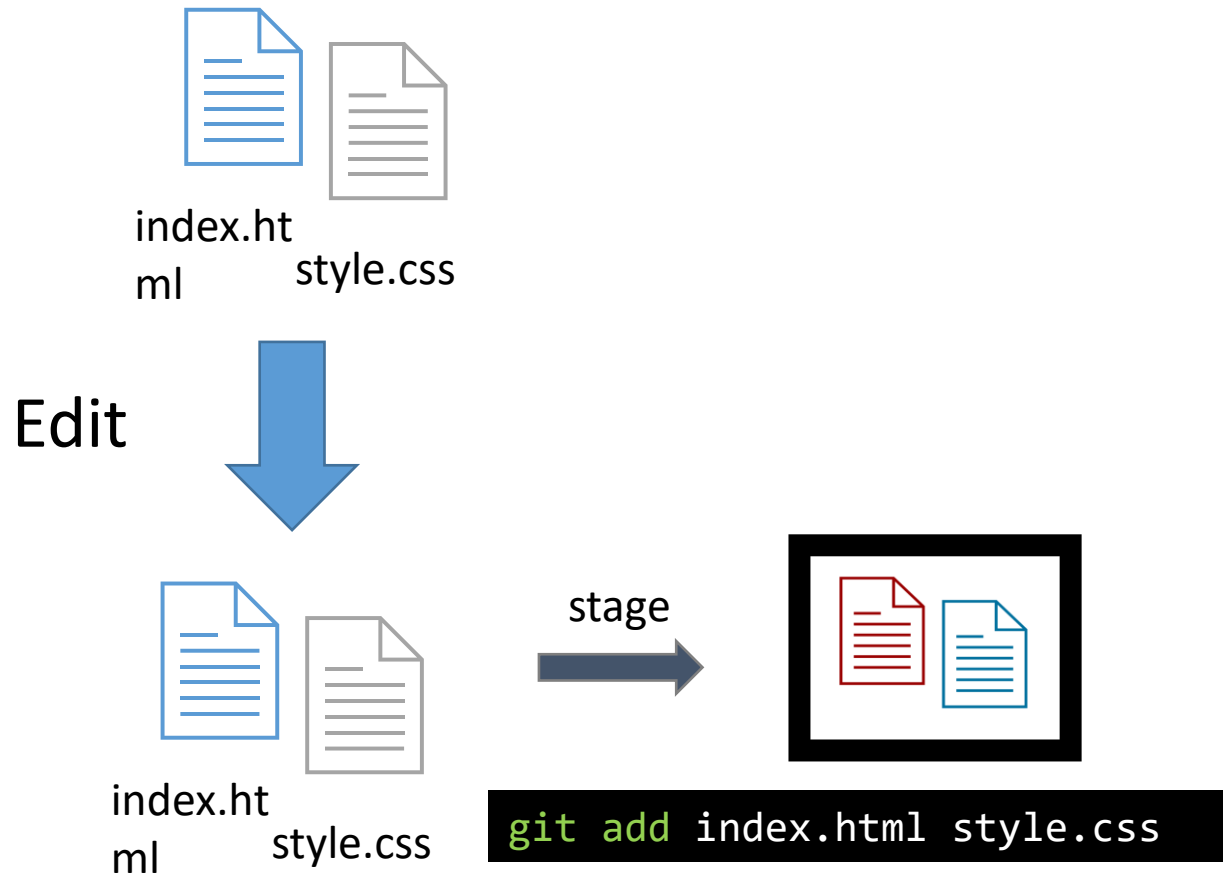 index.ht
ml
style.css
Edit
stage
index.ht
ml
style.css
git add index.html style.css